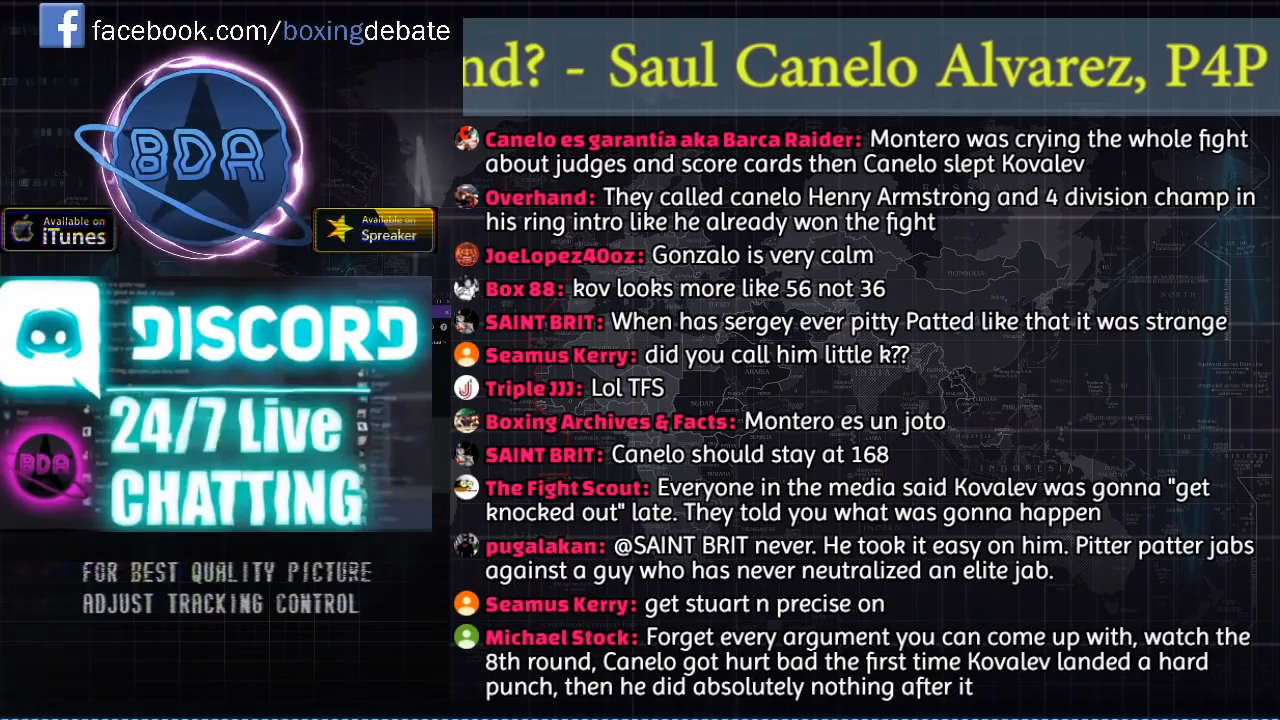 facebook.com/boxingdebate
nd? - Saul Canelo Alvarez, P4P
BDA
Available on
iTunes
Available on
Spreaker
DISCORD
24/7 Live
CHATTING
BDA
FOR BEST QUALITY PICTURE
ADJUST TRACKING CONTROL
Canelo es garantía aka Barca Raider: Montero was crying the whole fight
about judges and score cards then Canelo slept Kovalev
Overhand: They called canelo Henry Armstrong and 4 division champ in
his ring intro like he already won the fight
JoeLopez40oz: Gonzalo is very calm
Box 88: kov looks more like 56 not 36
SAINT BRIT: When has sergey ever pitty Patted like that it was strange
Seamus Kerry: did you call him little k??
Triple JJJ: Lol TFS
Boxing Archives & Facts: Montero es un joto
SAINT BRIT: Canelo should stay at 168
The Fight Scout: Everyone in the media said Kovalev was gonna "get
knocked out" late. They told you what was gonna happen
pugalakan: @SAINT BRIT never. He took it easy on him. Pitter patter jabs
against a guy who has never neutralized an elite jab.
Seamus Kerry: get stuart n precise on
Michael Stock: Forget every argument you can come up with, watch the
8th round, Canelo got hurt bad the first time Kovalev landed a hard
punch, then he did absolutely nothing after it